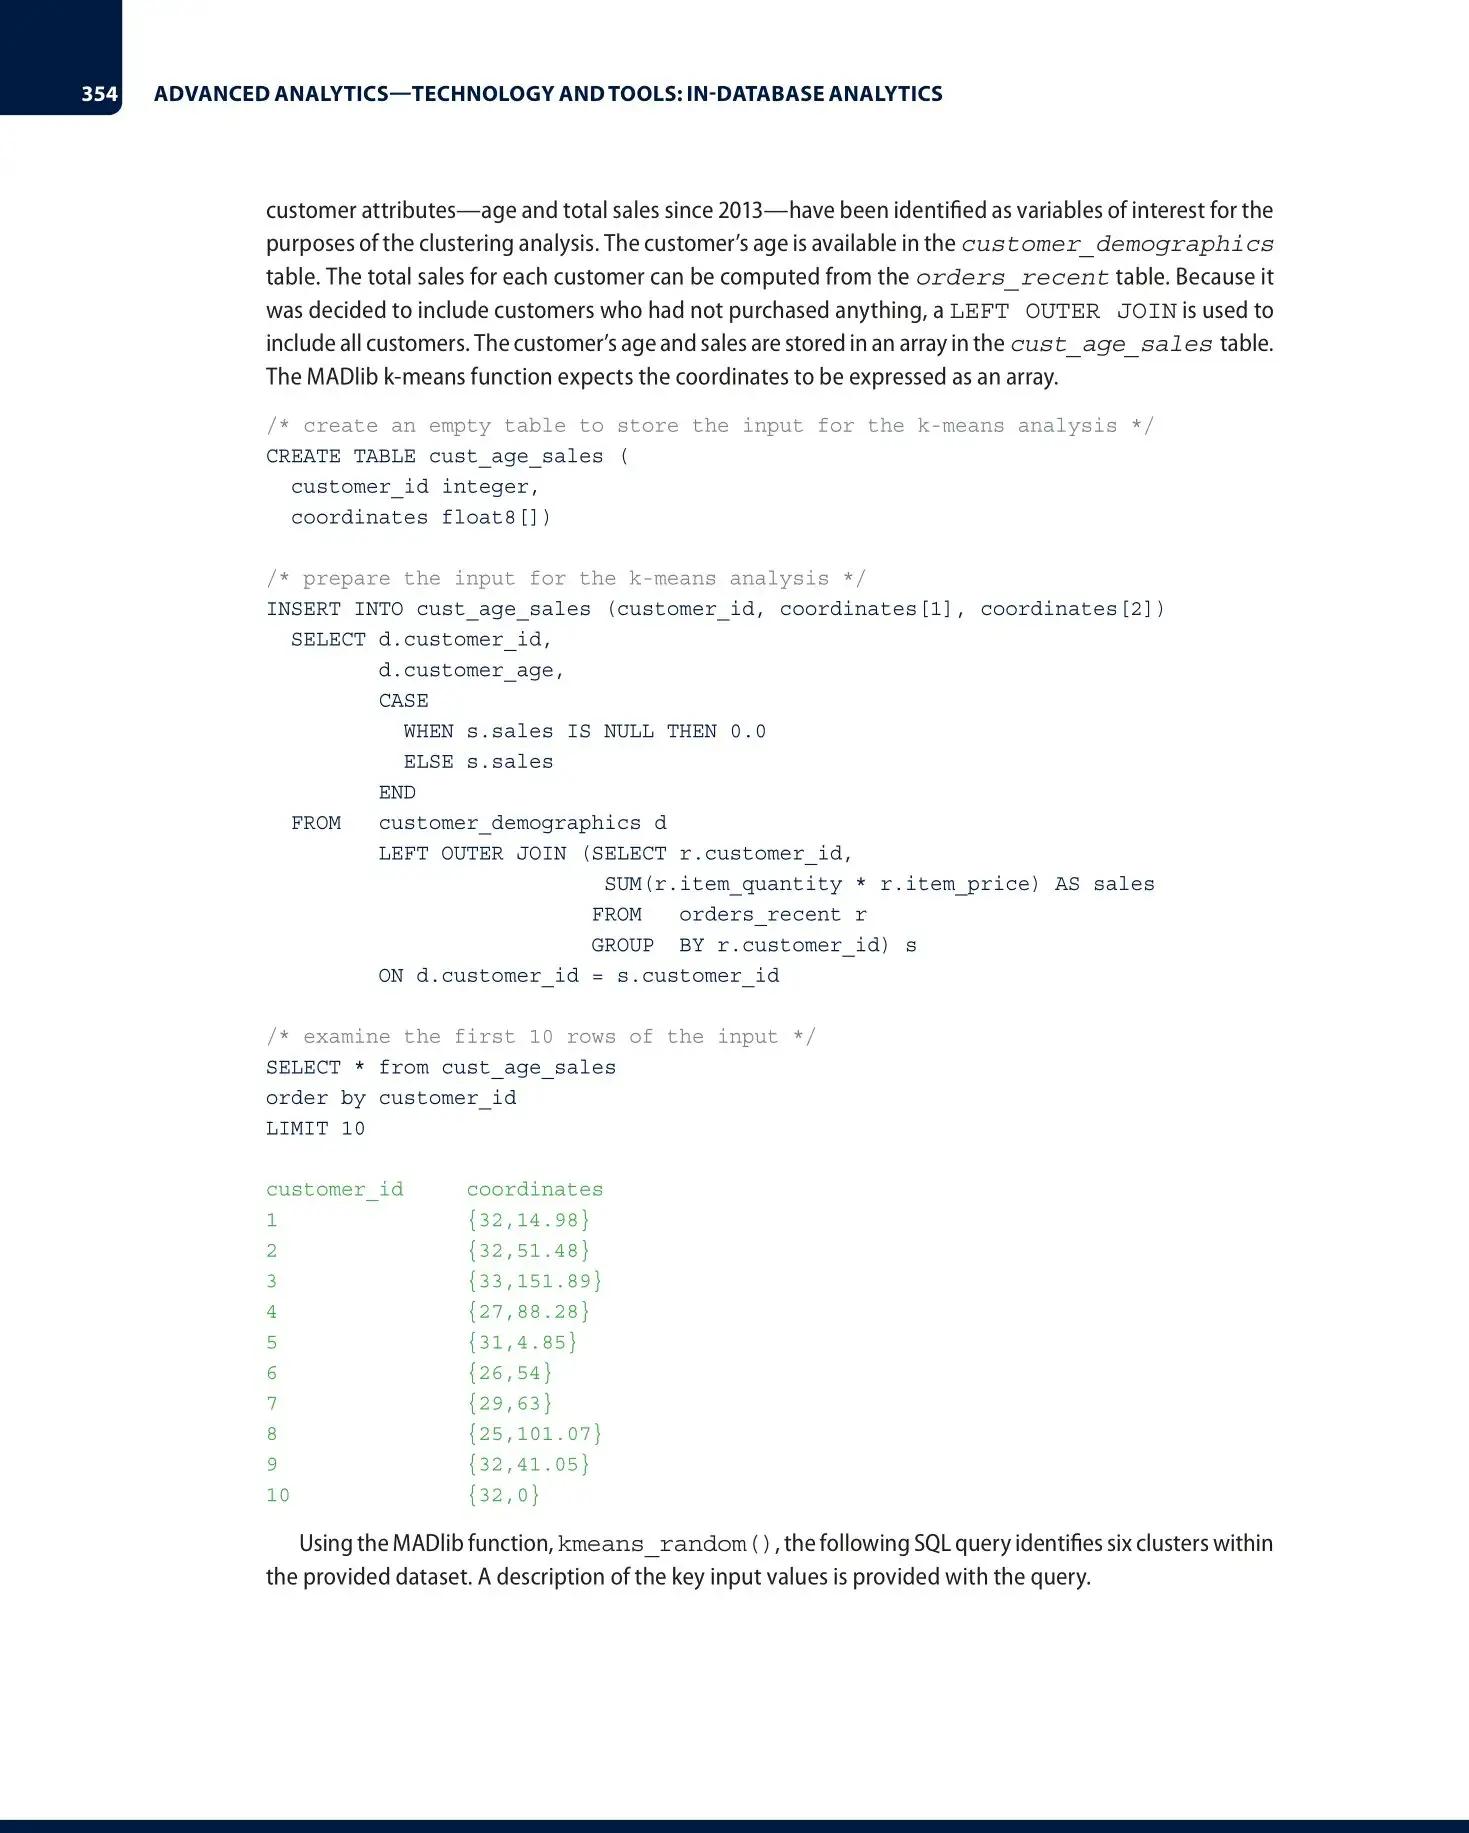 354 ADVANCED ANALYTICS—TECHNOLOGY AND TOOLS: IN-DATABASE ANALYTICS
customer attributes—age and total sales since 2013—have been identified as variables of interest for the
purposes of the clustering analysis. The customer’s age is available in the customer_demographics
table. The total sales for each customer can be computed from the orders_recent table. Because it
was decided to include customers who had not purchased anything, a LEFT OUTER JOIN is used to
include all customers. The customer’s age and sales are stored in an array in the cust_age_sales table.
The MADlib k-means function expects the coordinates to be expressed as an array.
/* create an empty table to store the input for the k-means analysis */
CREATE TABLE cust_age_sales (
  customer_id integer,
  coordinates float8[])
/* prepare the input for the k-means analysis */
INSERT INTO cust_age_sales (customer_id, coordinates[1], coordinates[2])
  SELECT d.customer_id,
         d.customer_age,
         CASE
           WHEN s.sales IS NULL THEN 0.0
           ELSE s.sales
         END
  FROM   customer_demographics d
         LEFT OUTER JOIN (SELECT r.customer_id,
                           SUM(r.item_quantity * r.item_price) AS sales
                          FROM   orders_recent r
                          GROUP  BY r.customer_id) s
         ON d.customer_id = s.customer_id
/* examine the first 10 rows of the input */
SELECT * from cust_age_sales
order by customer_id
LIMIT 10
customer_id     coordinates
1               {32,14.98}
2               {32,51.48}
3               {33,151.89}
4               {27,88.28}
5               {31,4.85}
6               {26,54}
7               {29,63}
8               {25,101.07}
9               {32,41.05}
10              {32,0}
Using the MADlib function, kmeans_random(), the following SQL query identifies six clusters within
the provided dataset. A description of the key input values is provided with the query.